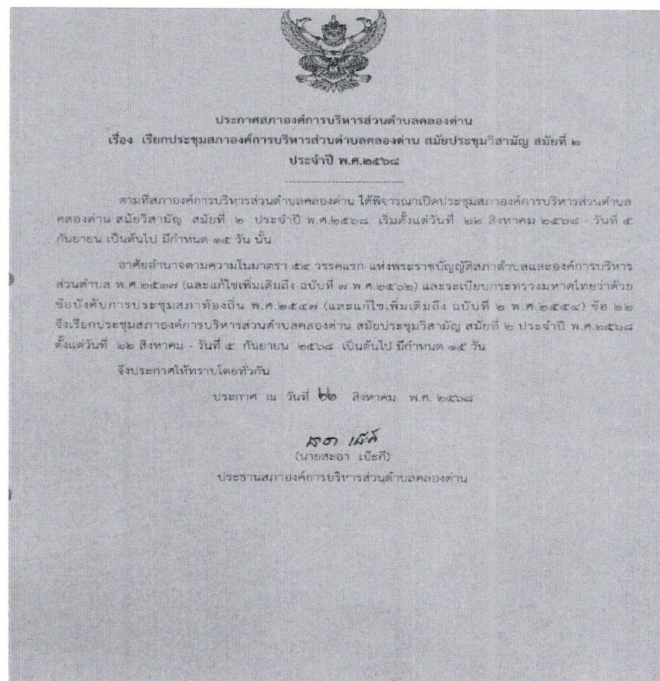 ประกาศสภาองค์การบริหารส่วนตำบลคลองด่าน
เรื่อง เรียกประชุมสภาองค์การบริหารส่วนตำบลคลองด่าน สมัยประชุมวิสามัญ สมัยที่ ๒
ประจำปี พ.ศ.๒๕๖๘
ตามที่สภาองค์การบริหารส่วนตำบลคลองด่าน ได้พิจารณาเปิดประชุมสภาองค์การบริหารส่วนตำบล
คลองด่าน สมัยวิสามัญ สมัยที่ ๒ ประจำปี พ.ศ.๒๕๖๘ เริ่มตั้งแต่วันที่ ๒๒ สิงหาคม ๒๕๖๘ - วันที่ ๕
กันยายน เป็นต้นไป มีกำหนด ๑๕ วัน นั้น
อาศัยอำนาจตามความในมาตรา ๕๔ วรรคแรก แห่งพระราชบัญญัติสภาตำบลและองค์การบริหาร
ส่วนตำบล พ.ศ.๒๕๓๗ (และแก้ไขเพิ่มเติมถึง ฉบับที่ ๗ พ.ศ.๒๕๖๒) และระเบียบกระทรวงมหาดไทยว่าด้วย
ข้อบังคับการประชุมสภาท้องถิ่น พ.ศ.๒๕๔๗ (และแก้ไขเพิ่มเติมถึง ฉบับที่ ๒ พ.ศ.๒๕๕๔) ข้อ ๒๒
จึงเรียกประชุมสภาองค์การบริหารส่วนตำบลคลองด่าน สมัยประชุมวิสามัญ สมัยที่ ๒ ประจำปี พ.ศ.๒๕๖๘
ตั้งแต่วันที่ ๒๒ สิงหาคม - วันที่ ๕ กันยายน ๒๕๖๘ เป็นต้นไป มีกำหนด ๑๕ วัน
จึงประกาศให้ทราบโดยทั่วกัน
ประกาศ ณ วันที่ ๒๒ สิงหาคม พ.ศ. ๒๕๖๘
(นายสะอา เป๊ะกี)
ประธานสภาองค์การบริหารส่วนตำบลคลองด่าน